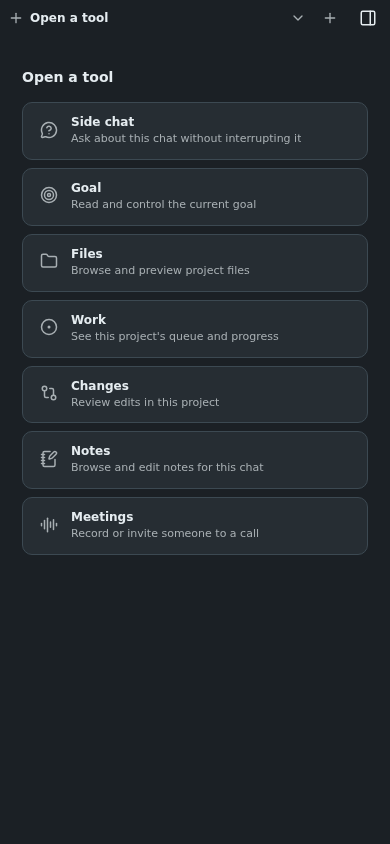 Open a tool
Open a tool
Side chat
Ask about this chat without interrupting it
Goal
Read and control the current goal
Files
Browse and preview project files
Work
See this project's queue and progress
Changes
Review edits in this project
Notes
Browse and edit notes for this chat
Meetings
Record or invite someone to a call